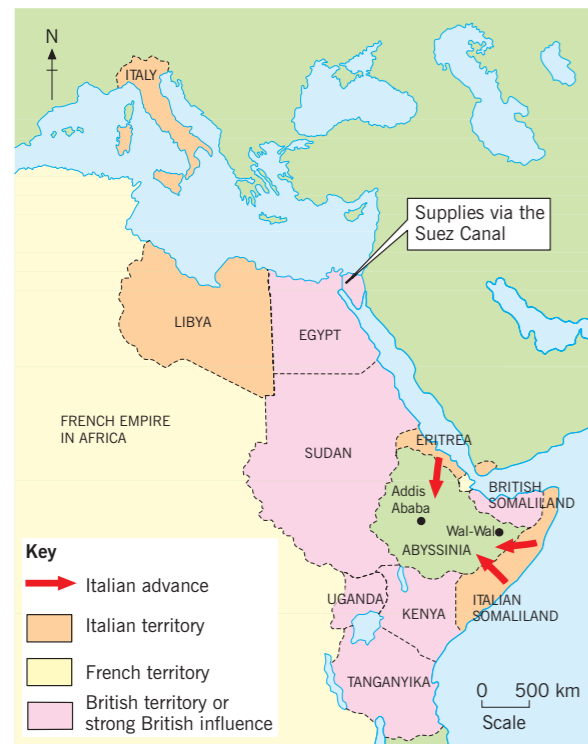 N
ITALY
Supplies via the
Suez Canal
LIBYA
EGYPT
FRENCH EMPIRE
IN AFRICA
SUDAN
ERITREA
BRITISH
SOMALILAND
Addis
Ababa
Wal-Wal
ABYSSINIA
ITALIAN
SOMALILAND
UGANDA
KENYA
TANGANYIKA
Key
Italian advance
Italian territory
French territory
British territory or
strong British influence
0 500 km
Scale